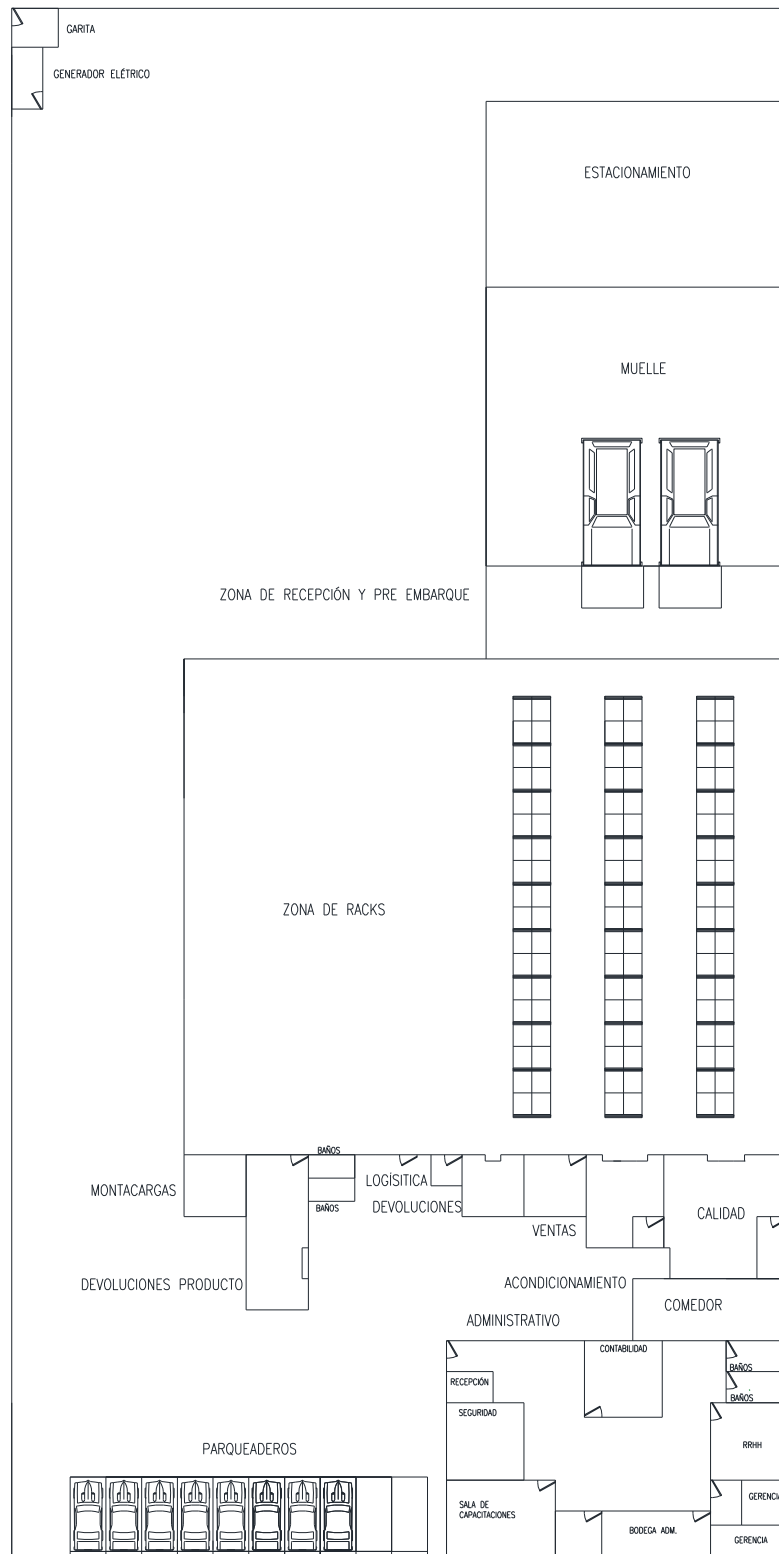 GARITA
GENERADOR ELÉTRICO
ESTACIONAMIENTO
MUELLE
ZONA DE RECEPCIÓN Y PRE EMBARQUE
ZONA DE RACKS
BAÑOS
MONTACARGAS
LOGÍSITICA
BAÑOS
DEVOLUCIONES
CALIDAD
VENTAS
DEVOLUCIONES PRODUCTO
ACONDICIONAMIENTO
COMEDOR
ADMINISTRATIVO
CONTABILIDAD
BAÑOS
RECEPCIÓN
BAÑOS
SEGURIDAD
RRHH
PARQUEADEROS
GERENCIA
SALA DE
CAPACITACIONES
BODEGA ADM.
GERENCIA